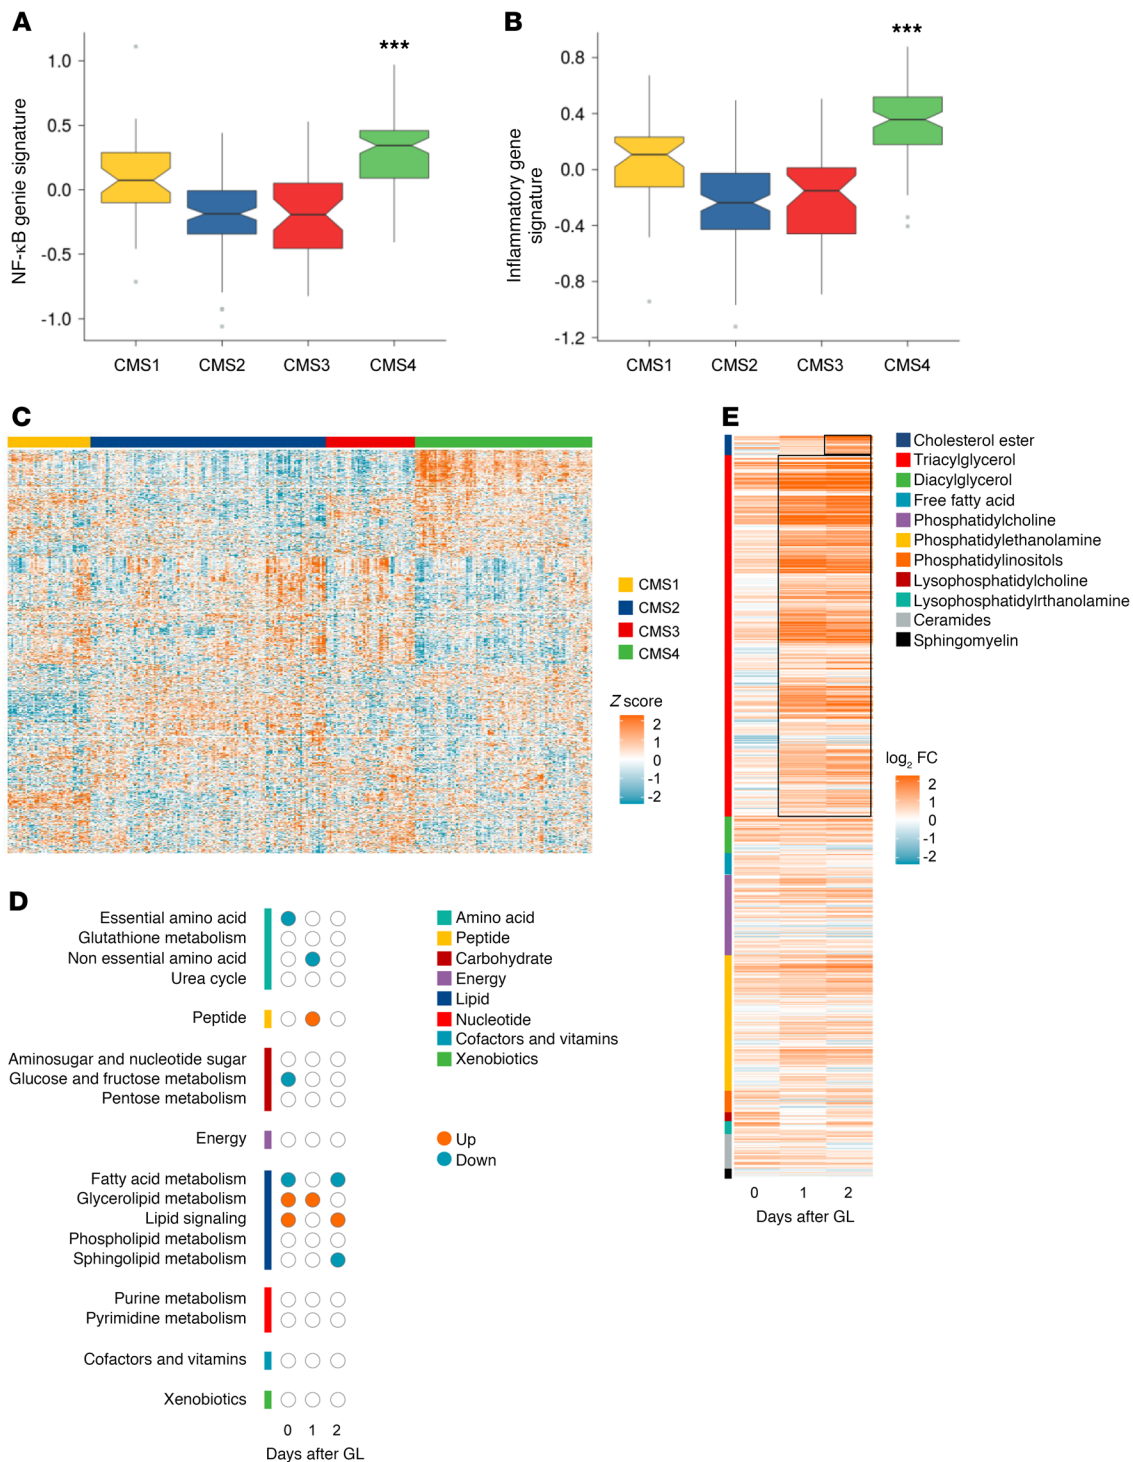 A
NF-κB genie signature
1.0
0.5
0.0
-0.5
-1.0
***
CMS1
CMS2
CMS3
CMS4
B
Inflammatory gene
signature
0.8
0.4
0.0
-0.4
-0.8
-1.2
***
CMS1
CMS2
CMS3
CMS4
C
CMS1
CMS2
CMS3
CMS4
Z score
2
1
0
-1
-2
E
Cholesterol ester
Triacylglycerol
Diacylglycerol
Free fatty acid
Phosphatidylcholine
Phosphatidylethanolamine
Phosphatidylinositols
Lysophosphatidylcholine
Lysophosphatidylrthanolamine
Ceramides
Sphingomyelin
log2 FC
2
1
0
-1
-2
0 1 2
Days after GL
D
Essential amino acid
Glutathione metabolism
Non essential amino acid
Urea cycle
Peptide
Aminosugar and nucleotide sugar
Glucose and fructose metabolism
Pentose metabolism
Energy
Fatty acid metabolism
Glycerolipid metabolism
Lipid signaling
Phospholipid metabolism
Sphingolipid metabolism
Purine metabolism
Pyrimidine metabolism
Cofactors and vitamins
Xenobiotics
0 1 2
Days after GL
Amino acid
Peptide
Carbohydrate
Energy
Lipid
Nucleotide
Cofactors and vitamins
Xenobiotics
Up
Down